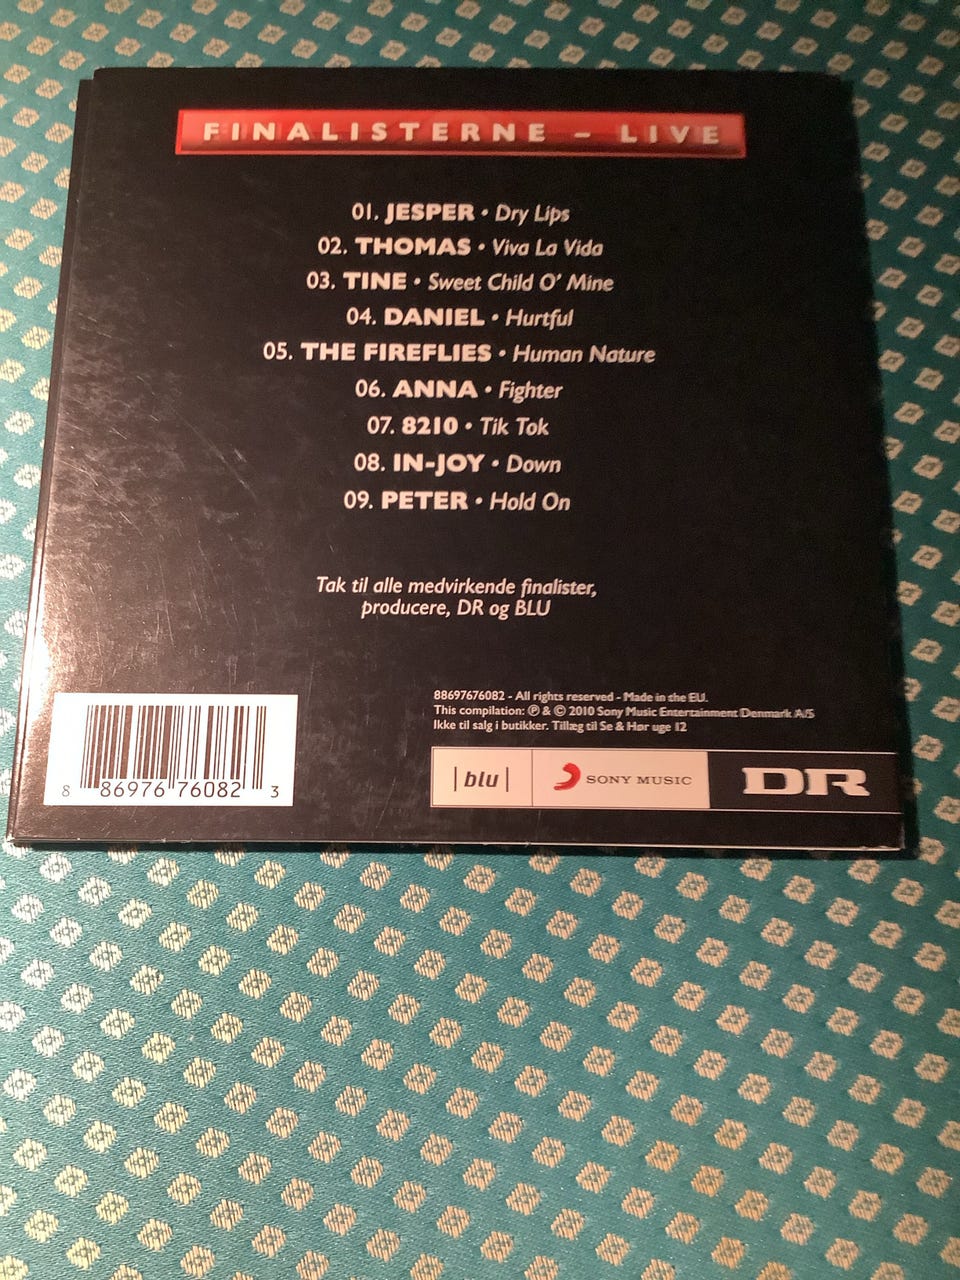 FINALISTERNE – LIVE
01. JESPER • Dry Lips
02. THOMAS • Viva La Vida
03. TINE • Sweet Child O' Mine
04. DANIEL • Hurtful
05. THE FIREFLIES • Human Nature
06. ANNA • Fighter
07. 8210 • Tik Tok
08. IN-JOY • Down
09. PETER • Hold On
Tak til alle medvirkende finalister,
producere, DR og BLU
88697676082 - All rights reserved - Made in the EU.
This compilation: ℗ & © 2010 Sony Music Entertainment Denmark A/S
Ikke til salg i butikker. Tillæg til Se & Hør uge 12
8 86976 76082 3
|blu| SONY MUSIC DR